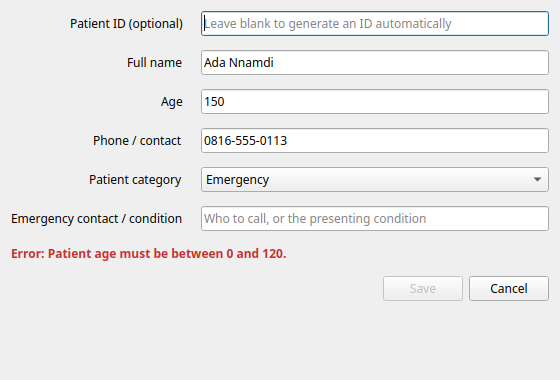 Patient ID (optional) Leave blank to generate an ID automatically
Full name Ada Nnamdi
Age 150
Phone / contact 0816-555-0113
Patient category Emergency
Emergency contact / condition Who to call, or the presenting condition
Error: Patient age must be between 0 and 120.
Save Cancel